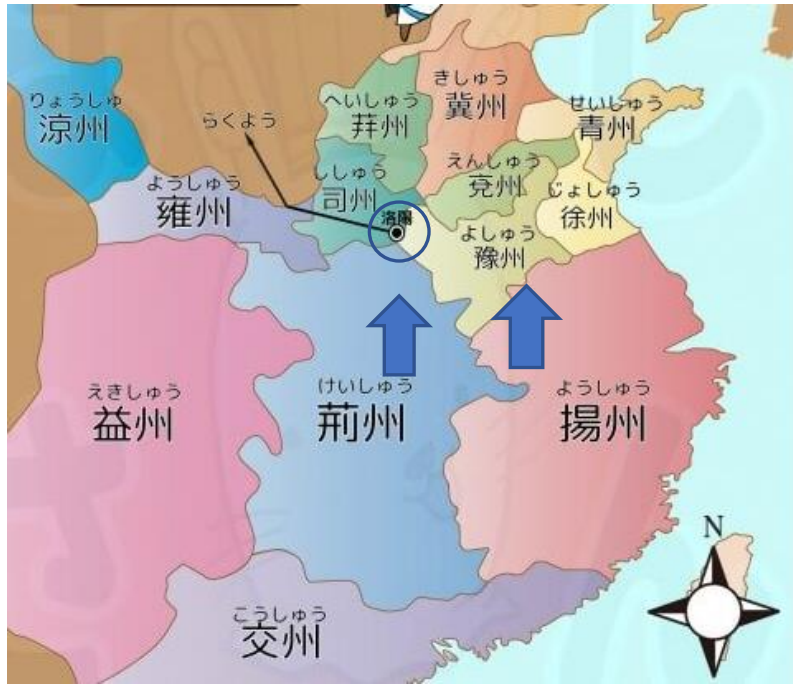 りょうしゅ
涼州
らくよう
へいしゅう
荓州
きしゅう
冀州
せいしゅう
青州
ようしゅう
雍州
ししゅう
司州
洛陽
えんしゅう
兗州
じょしゅう
徐州
よしゅう
豫州
えきしゅう
益州
けいしゅう
荊州
ようしゅう
揚州
こうしゅう
交州
N